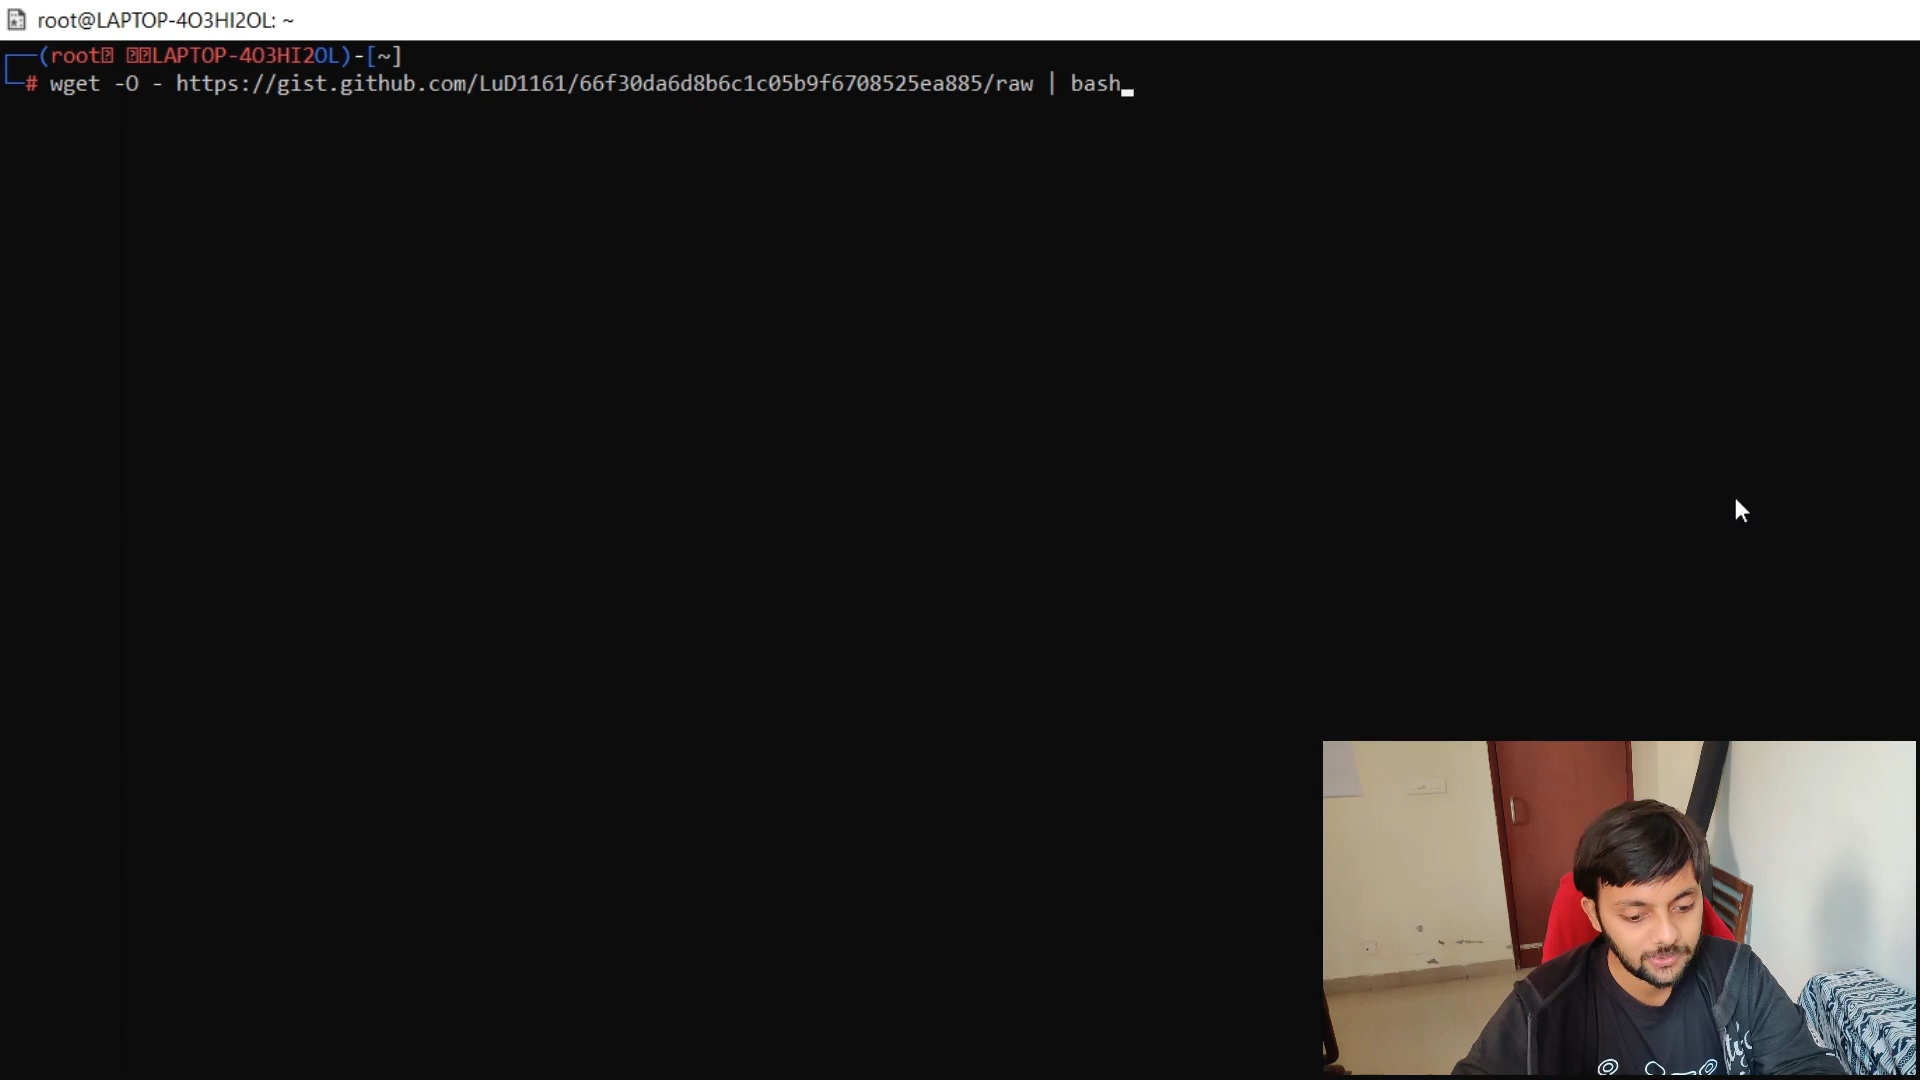 root@LAPTOP-4O3HI2OL: ~
(root LAPTOP-4O3HI2OL)-[~]
# wget -O - https://gist.github.com/LuD1161/66f30da6d8b6c1c05b9f6708525ea885/raw | bash